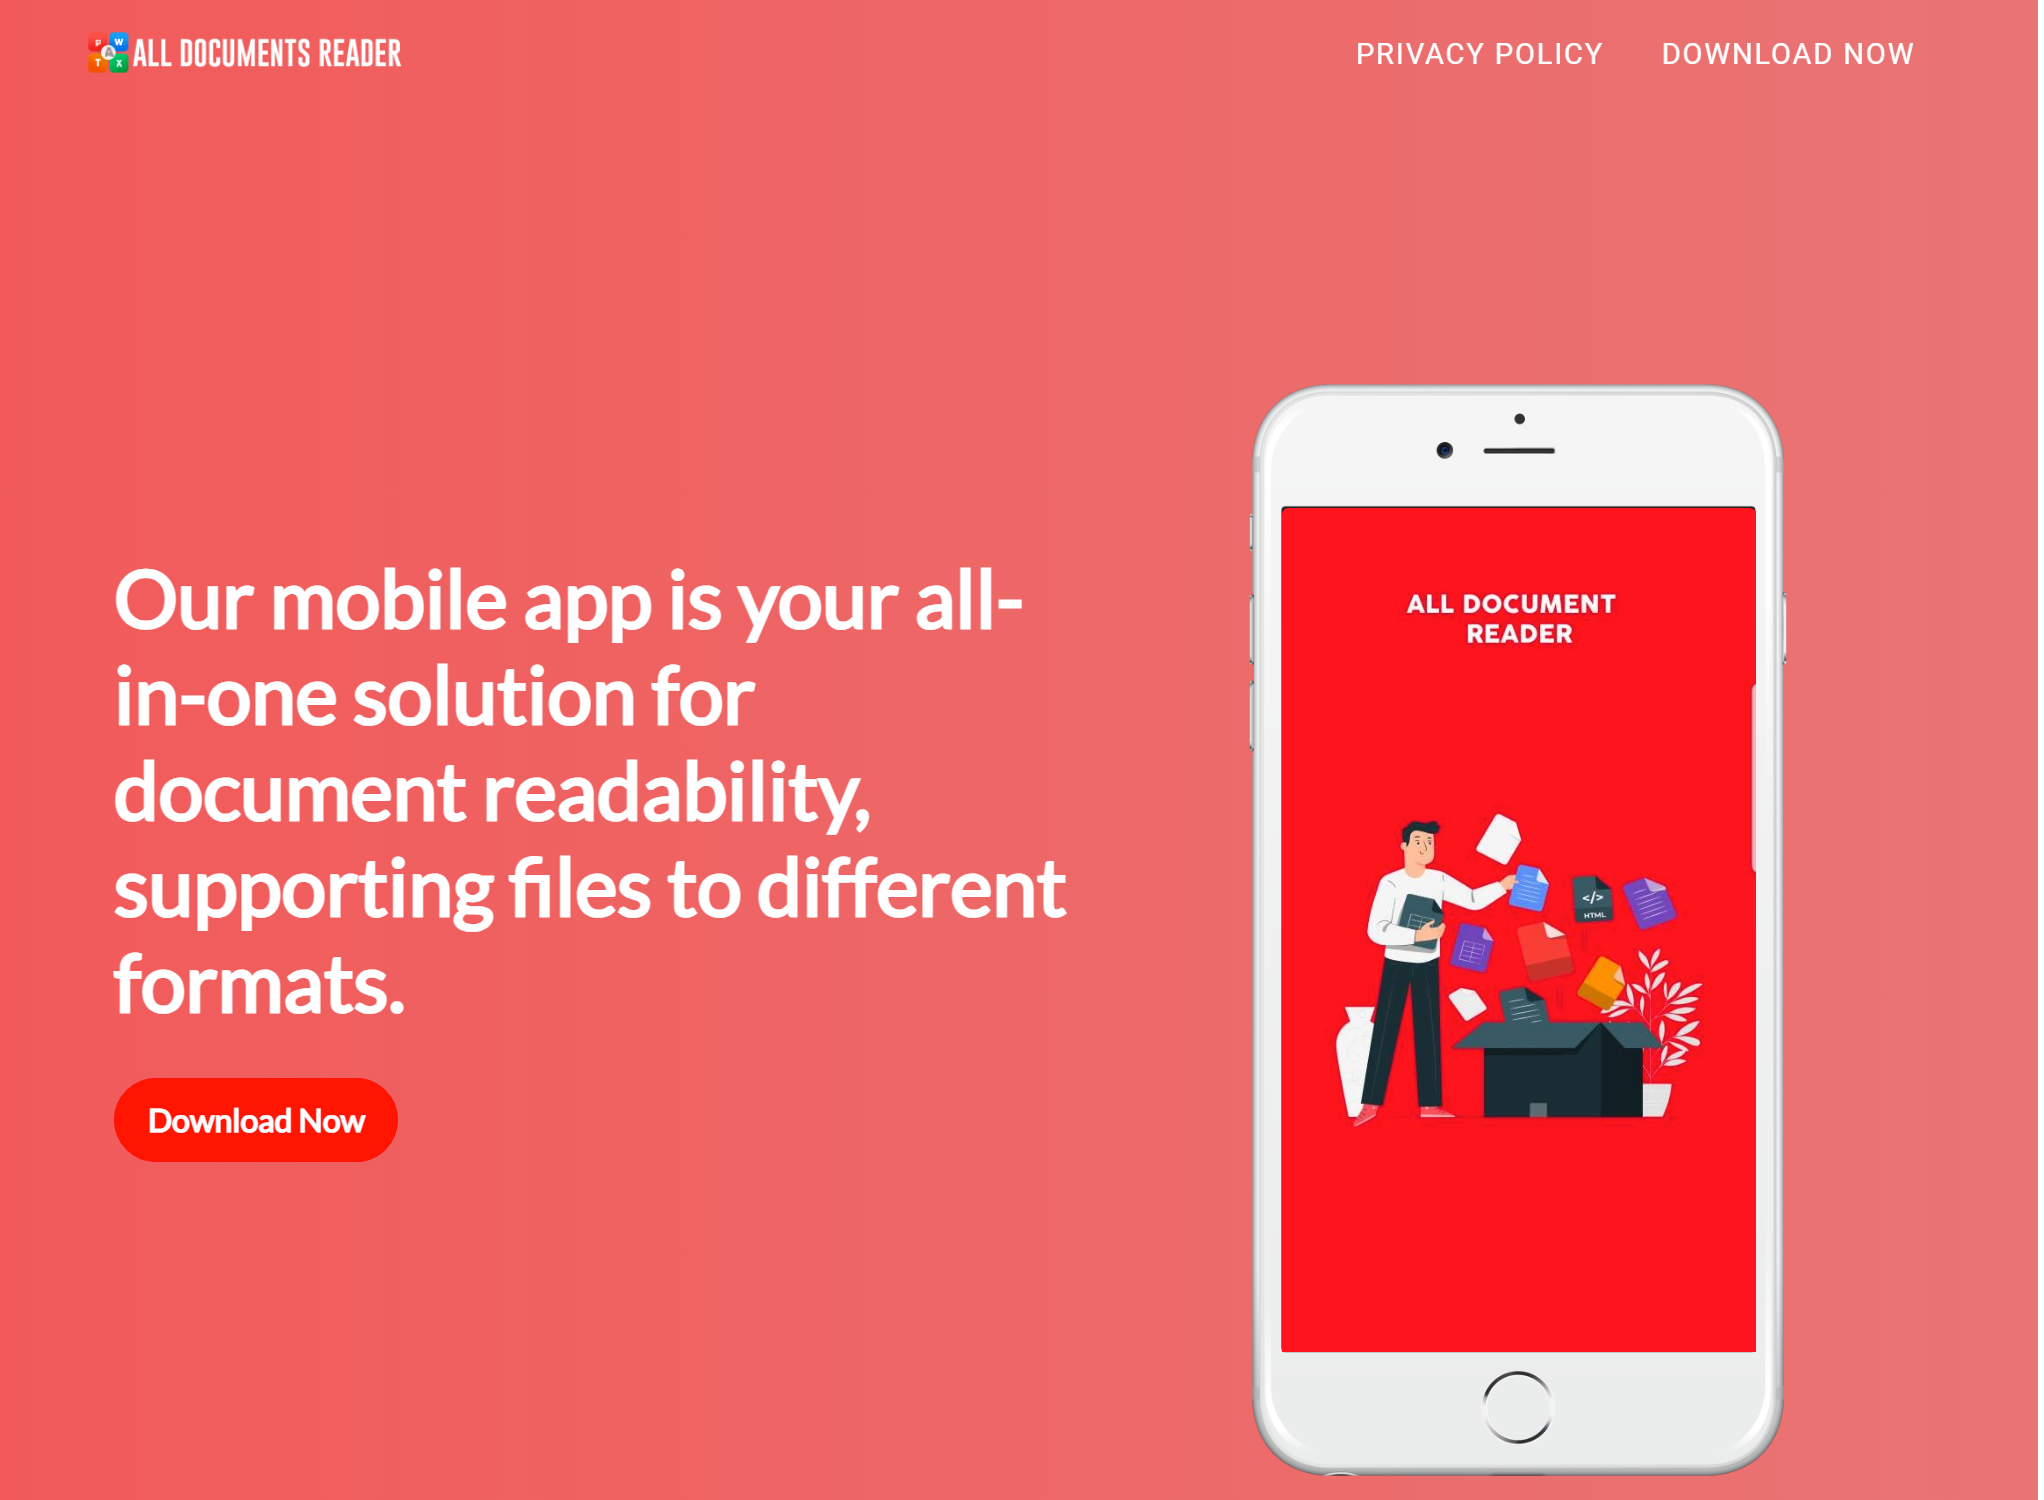 P W
A
T X
ALL DOCUMENTS READER
PRIVACY POLICY
DOWNLOAD NOW
Our mobile app is your all-
in-one solution for
document readability,
supporting files to different
formats.
Download Now
ALL DOCUMENT
READER
</>
HTML